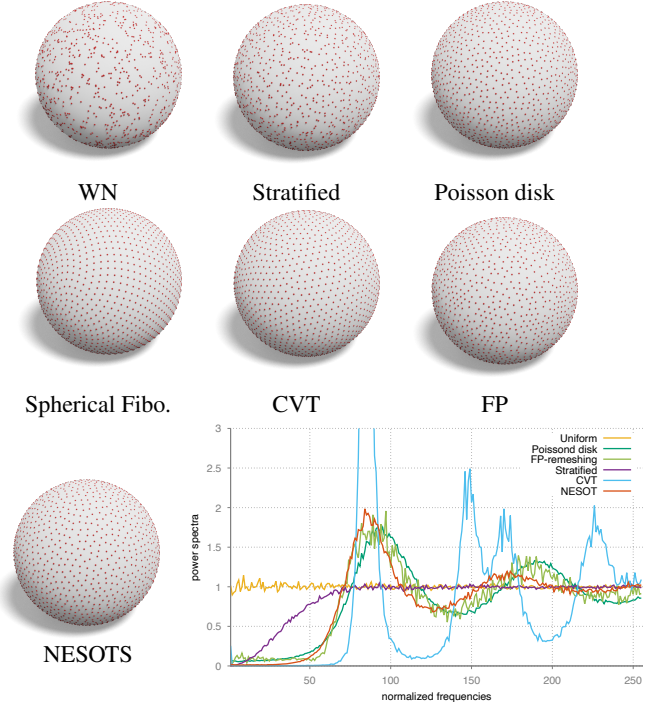 WN Stratified Poisson disk
Spherical Fibo. CVT FP
NESOTS
3
2.5
2
1.5
1
0.5
0
power spectra
50 100 150 200 250
normalized frequencies
Uniform
Poissond disk
FP-remeshing
Stratified
CVT
NESOT